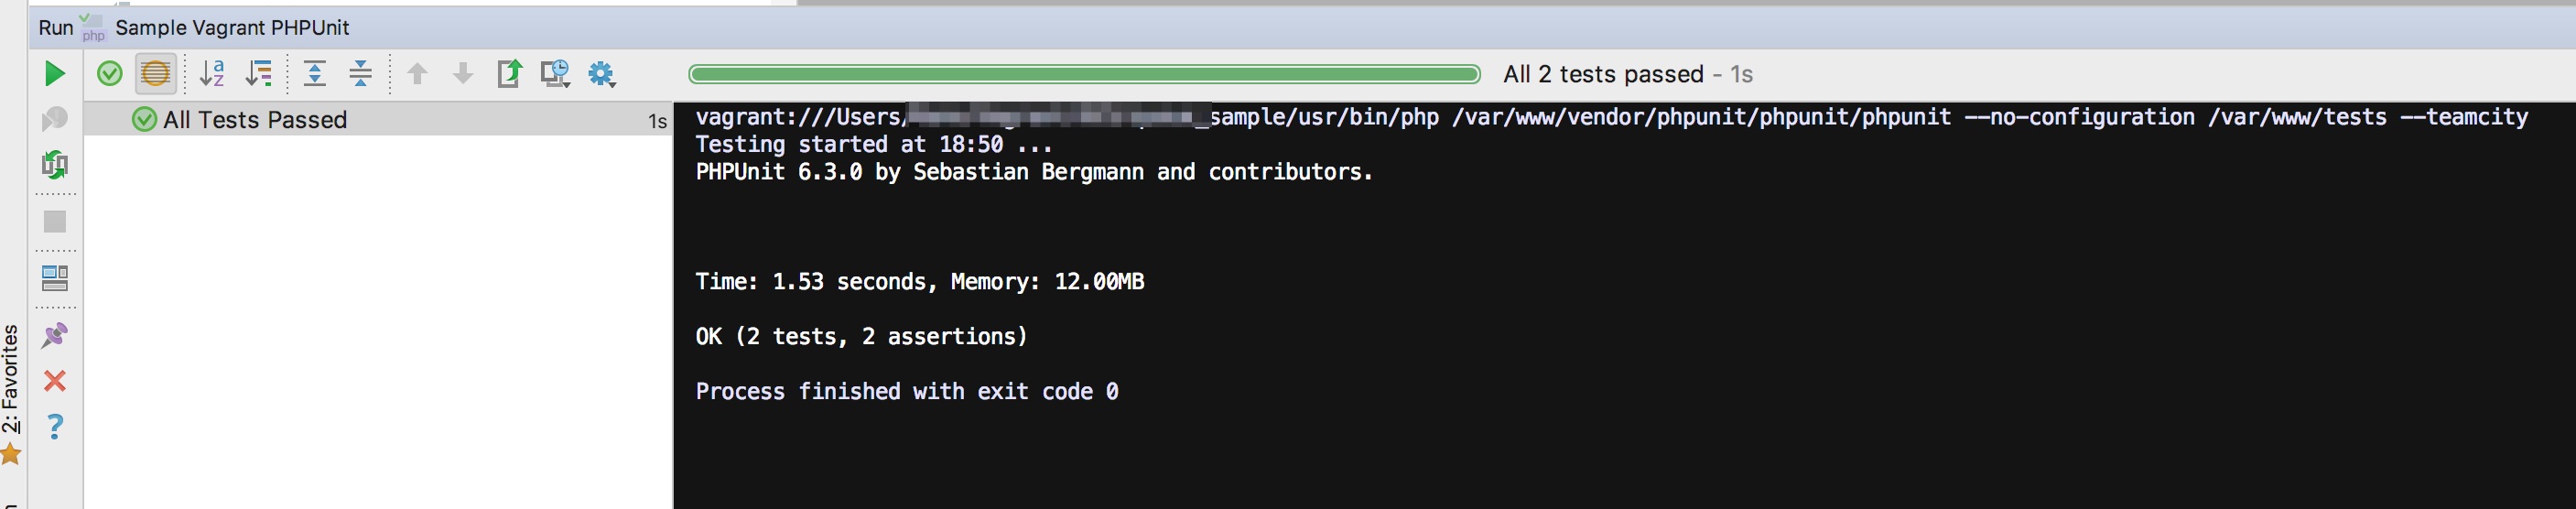 Run php Sample Vagrant PHPUnit
All 2 tests passed - 1s
All Tests Passed 1s
vagrant:///Users/ _sample/usr/bin/php /var/www/vendor/phpunit/phpunit/phpunit --no-configuration /var/www/tests --teamcity
Testing started at 18:50 ...
PHPUnit 6.3.0 by Sebastian Bergmann and contributors.
Time: 1.53 seconds, Memory: 12.00MB
OK (2 tests, 2 assertions)
Process finished with exit code 0
2: Favorites